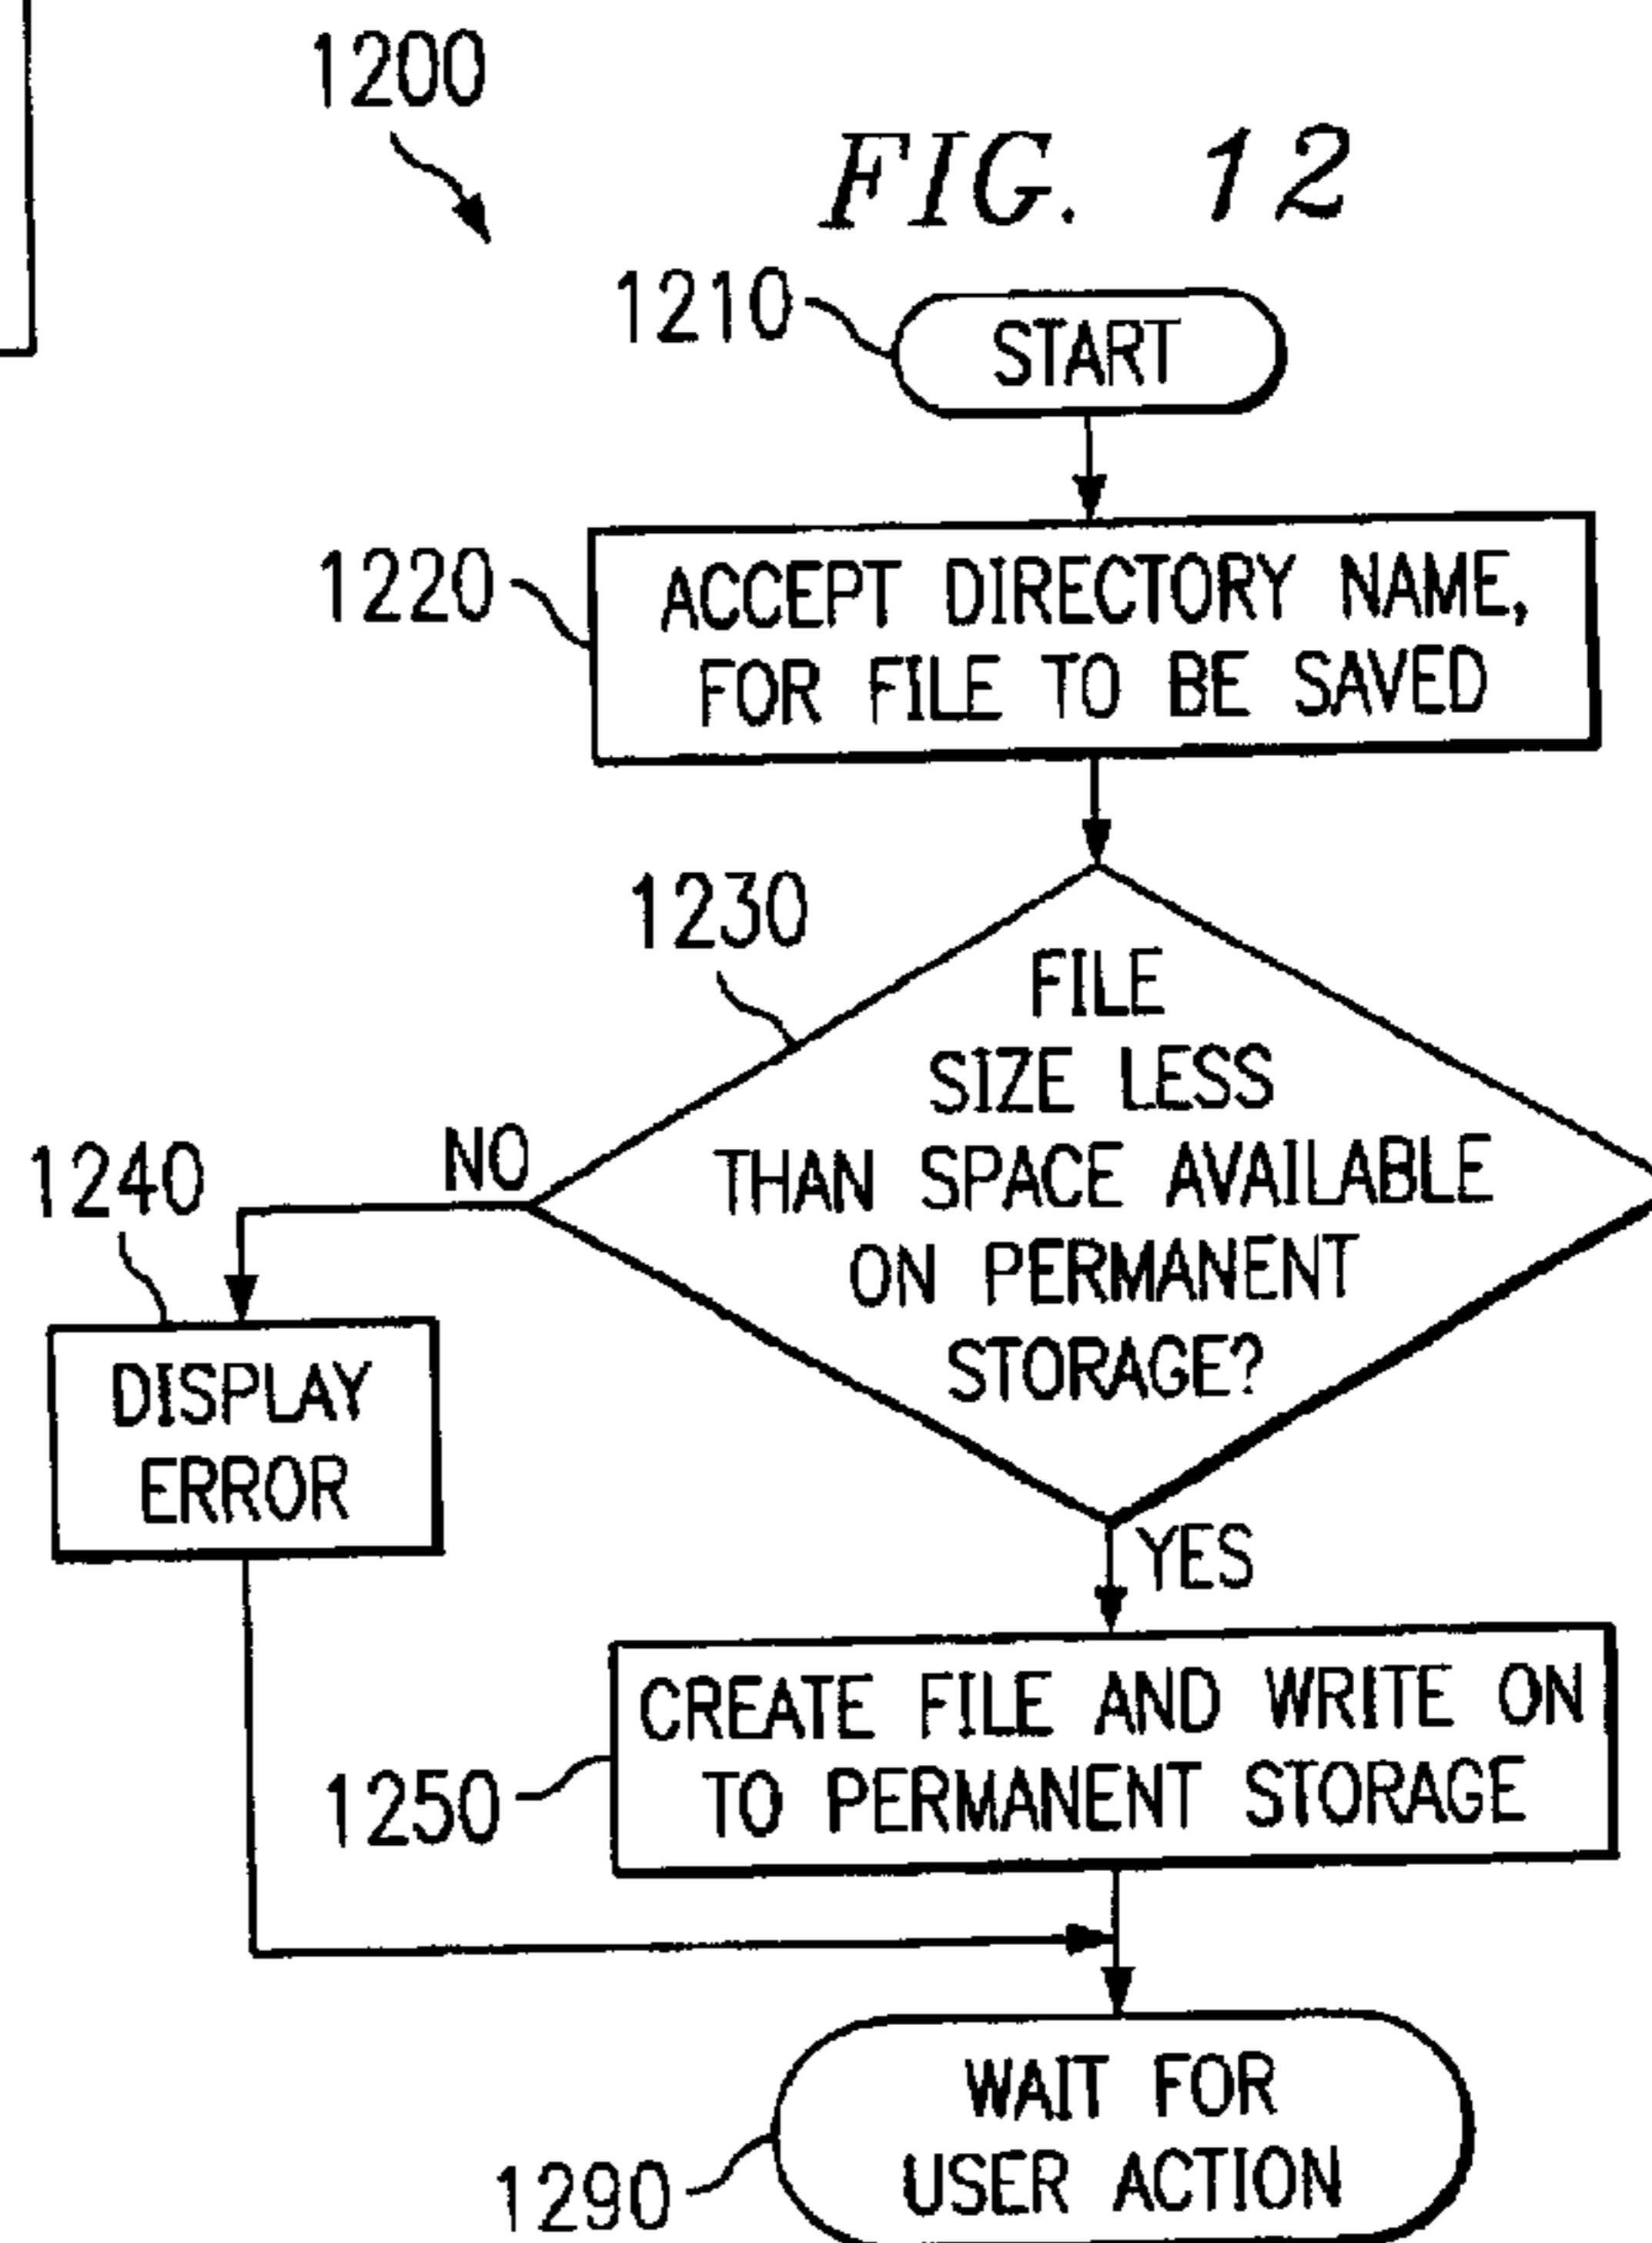 1200
FIG. 12
1210
START
1220
ACCEPT DIRECTORY NAME,
FOR FILE TO BE SAVED
1230
FILE
SIZE LESS
THAN SPACE AVAILABLE
ON PERMANENT
STORAGE?
NO
1240
DISPLAY
ERROR
YES
CREATE FILE AND WRITE ON
TO PERMANENT STORAGE
1250
WAIT FOR
USER ACTION
1290